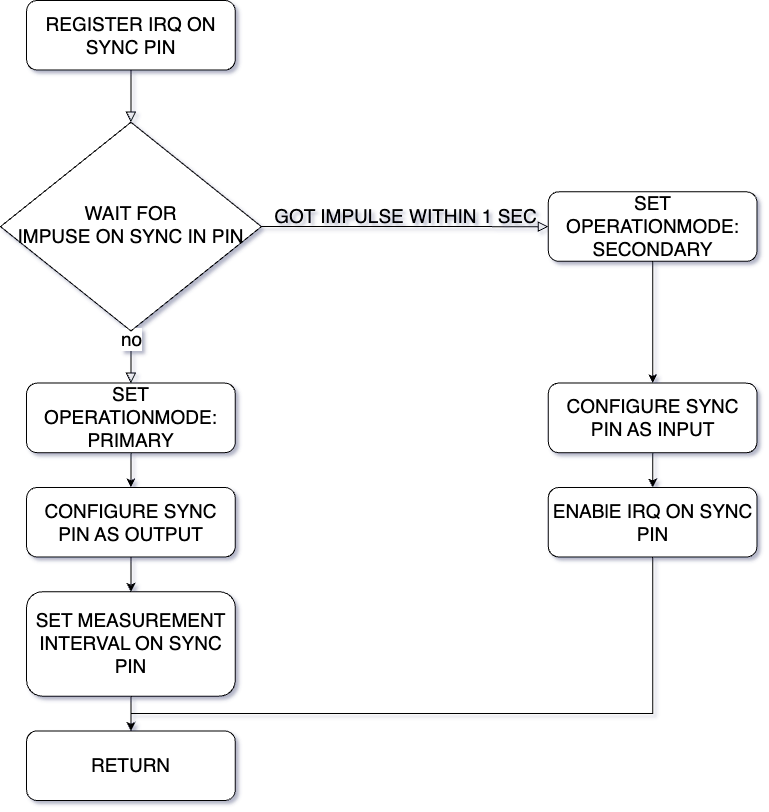 REGISTER IRQ ON
SYNC PIN
WAIT FOR
IMPUSE ON SYNC IN PIN
GOT IMPULSE WITHIN 1 SEC
SET
OPERATIONMODE:
SECONDARY
no
SET
OPERATIONMODE:
PRIMARY
CONFIGURE SYNC
PIN AS INPUT
CONFIGURE SYNC
PIN AS OUTPUT
ENABIE IRQ ON SYNC
PIN
SET MEASUREMENT
INTERVAL ON SYNC
PIN
RETURN